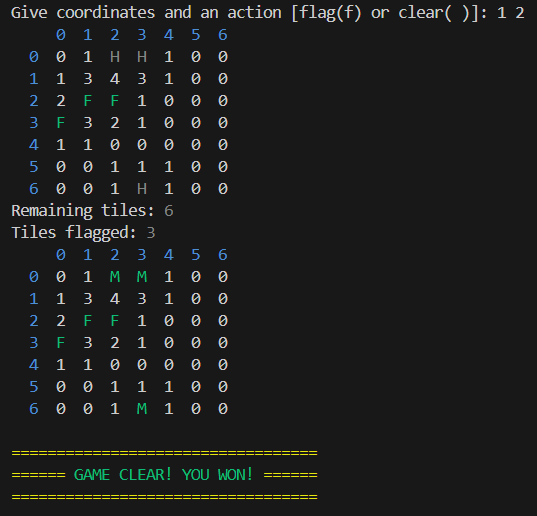 Give coordinates and an action [flag(f) or clear( )]: 1 2
0 1 2 3 4 5 6
0 0 1 H H 1 0 0
1 1 3 4 3 1 0 0
2 2 F F 1 0 0 0
3 F 3 2 1 0 0 0
4 1 1 0 0 0 0 0
5 0 0 1 1 1 0 0
6 0 0 1 H 1 0 0
Remaining tiles: 6
Tiles flagged: 3
0 1 2 3 4 5 6
0 0 1 M M 1 0 0
1 1 3 4 3 1 0 0
2 2 F F 1 0 0 0
3 F 3 2 1 0 0 0
4 1 1 0 0 0 0 0
5 0 0 1 1 1 0 0
6 0 0 1 M 1 0 0
==================================
====== GAME CLEAR! YOU WON! ======
==================================